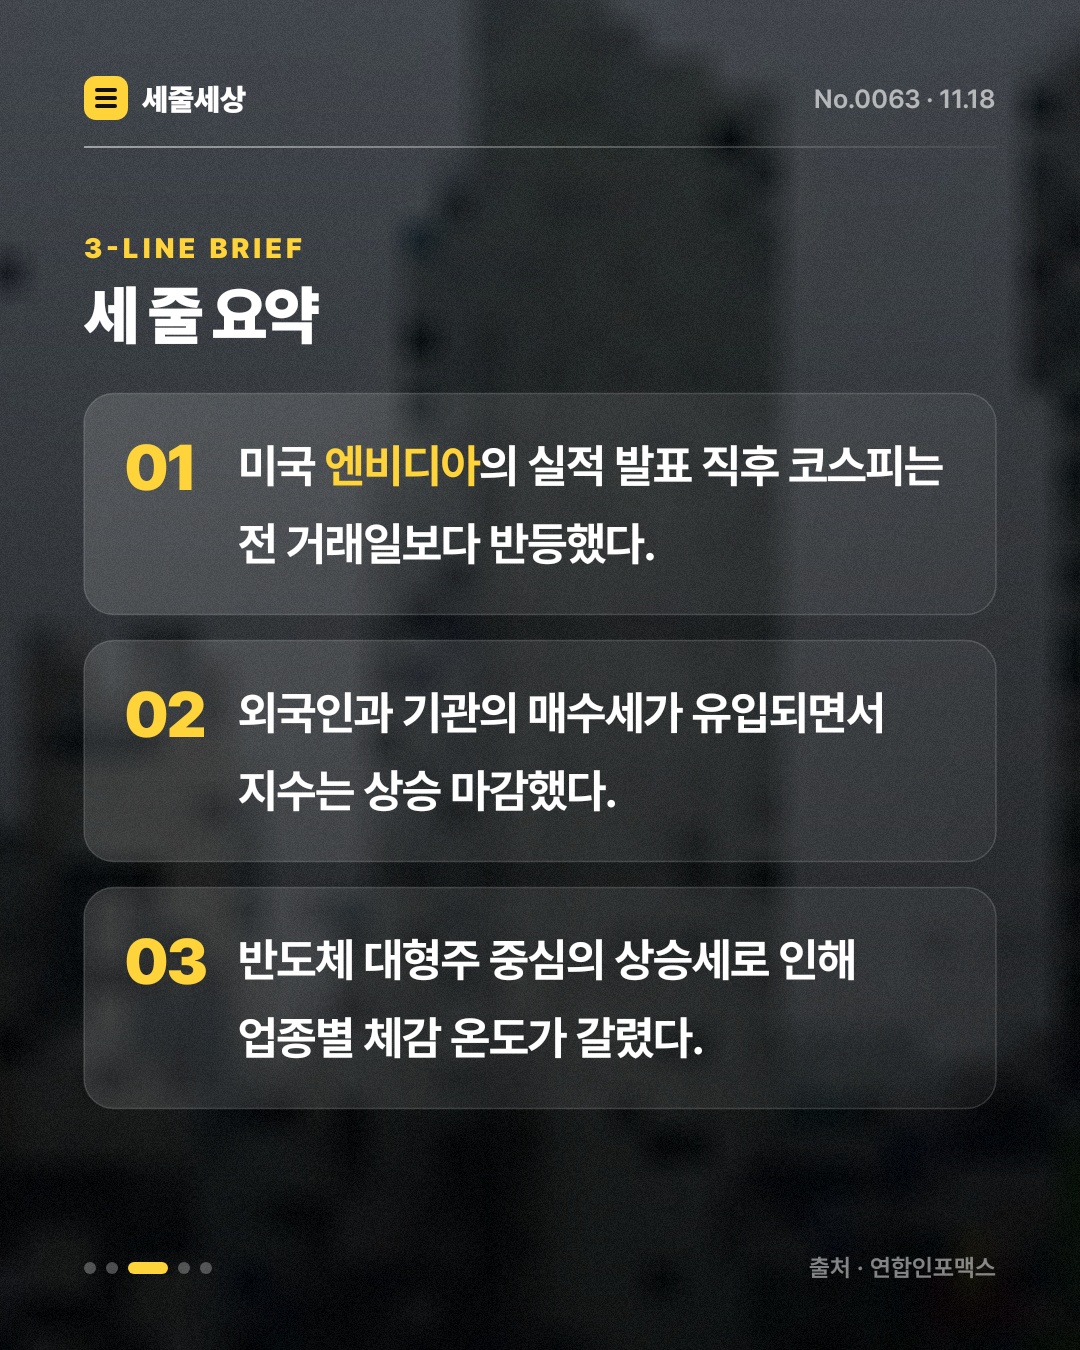 세줄세상
No.0063 · 11.18
3-LINE BRIEF
세 줄 요약
01
미국 엔비디아의 실적 발표 직후 코스피는
전 거래일보다 반등했다.
02
외국인과 기관의 매수세가 유입되면서
지수는 상승 마감했다.
03
반도체 대형주 중심의 상승세로 인해
업종별 체감 온도가 갈렸다.
출처 · 연합인포맥스